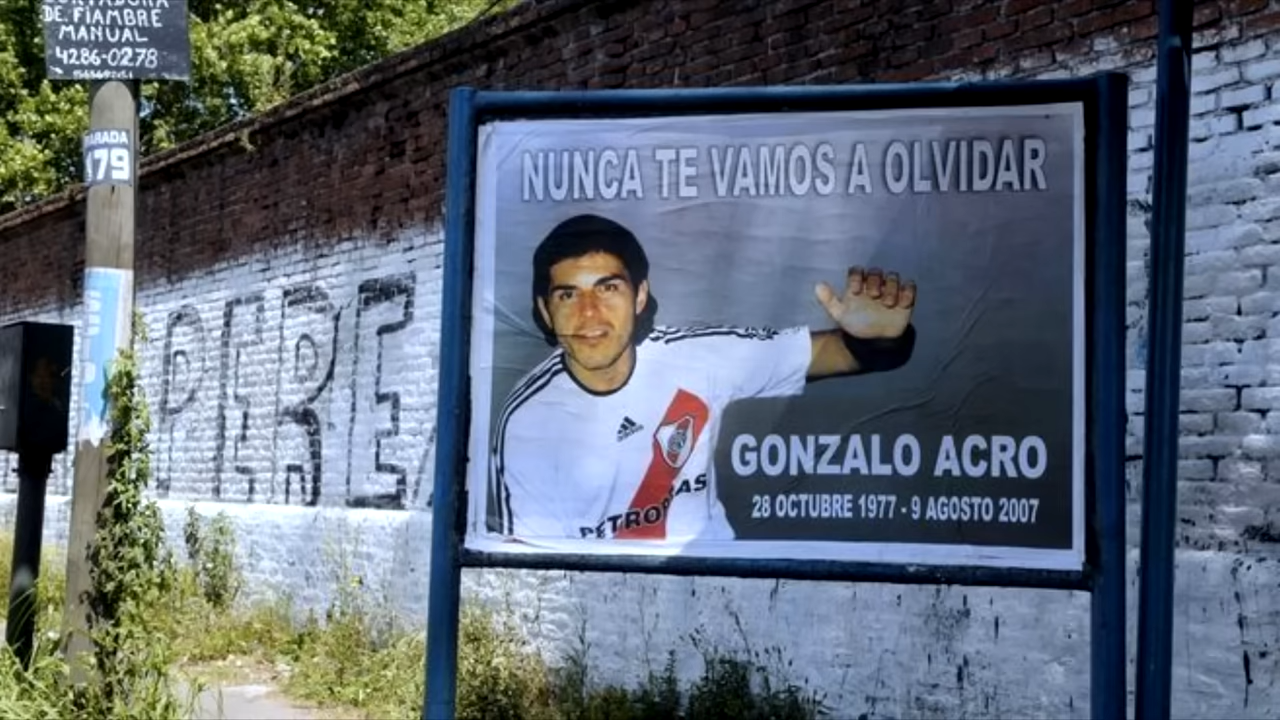 CORTADORA
DE FIAMBRE
MANUAL
4286-0278
PARADA
179
PERE
NUNCA TE VAMOS A OLVIDAR
adidas
PETROBRAS
GONZALO ACRO
28 OCTUBRE 1977 - 9 AGOSTO 2007